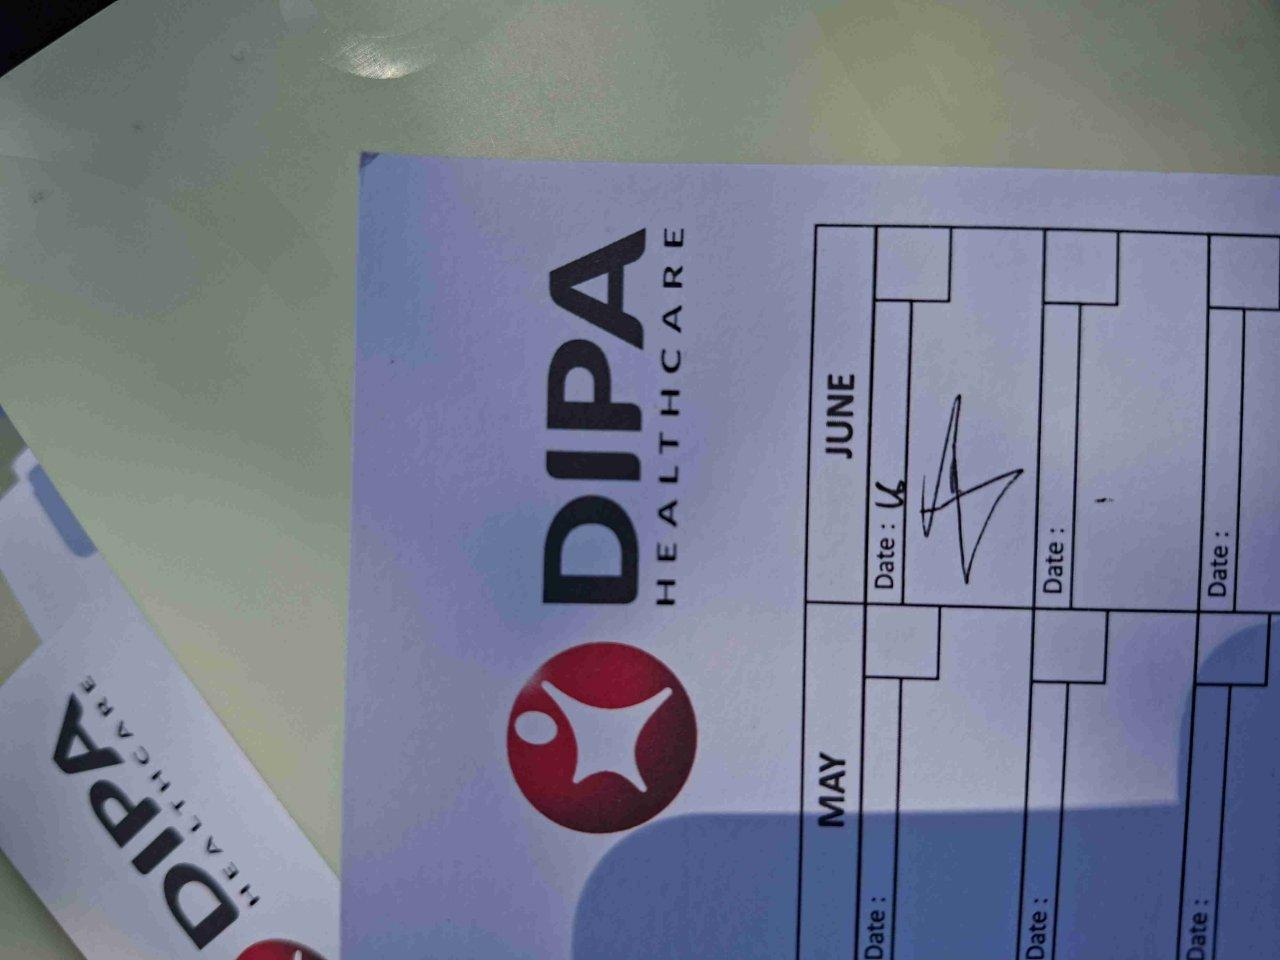 DIPA
HEALTHCARE
MAY
JUNE
Date :
Date :
Date :
Date :
Date :
Date :
DIPA
HEALTHCARE